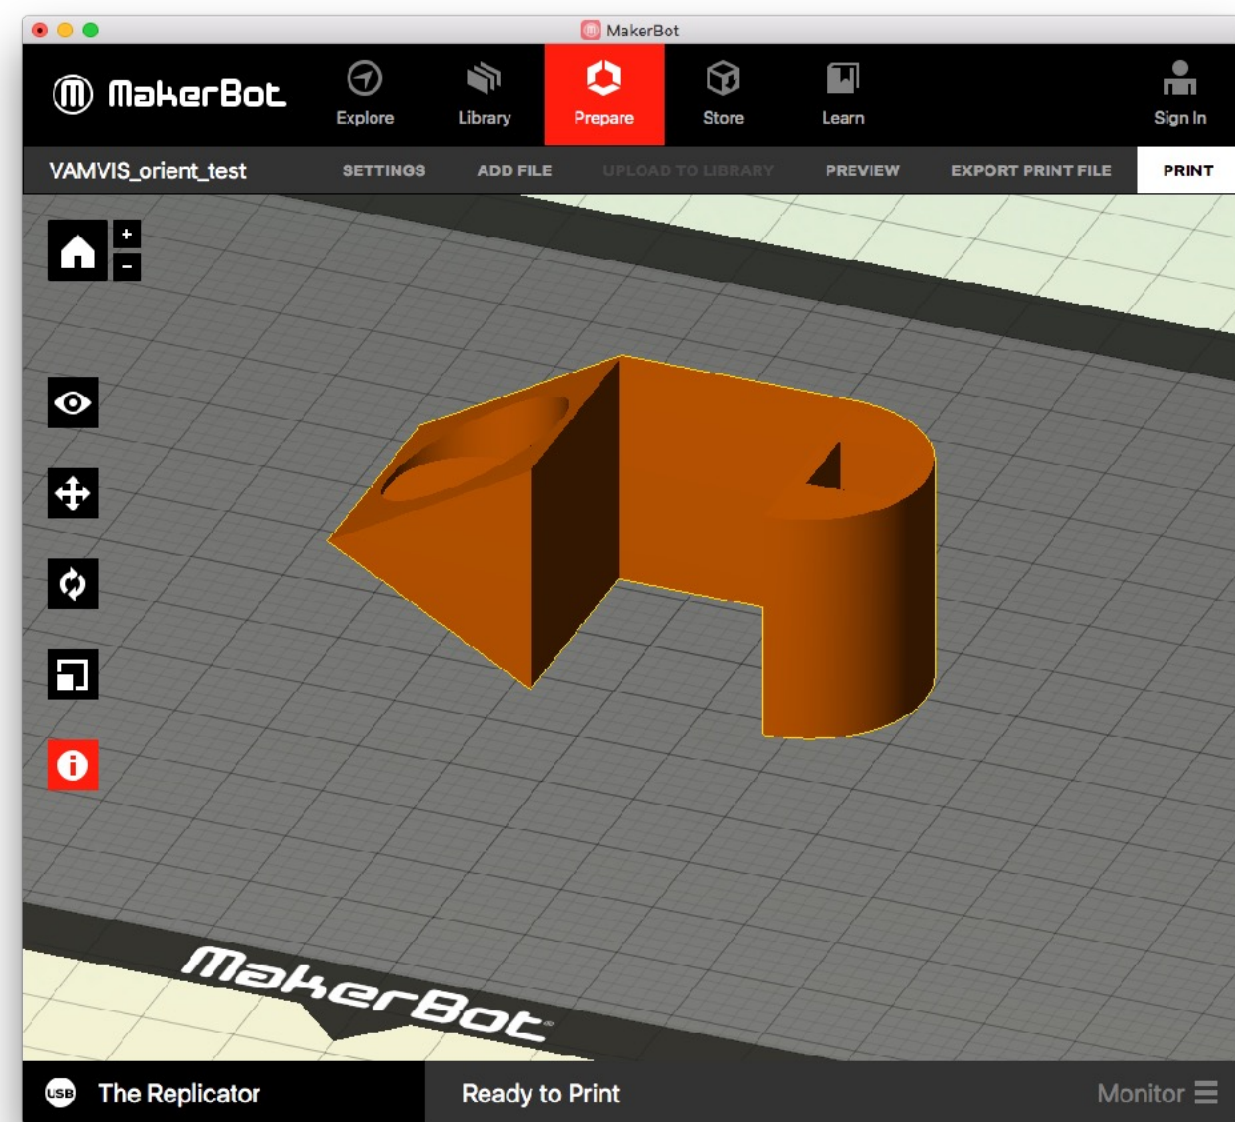 MakerBot
MakerBot
Explore
Library
Prepare
Store
Learn
Sign In
VAMVIS_orient_test
SETTINGS
ADD FILE
UPLOAD TO LIBRARY
PREVIEW
EXPORT PRINT FILE
PRINT
+
-
i
MakerBot
USB
The Replicator
Ready to Print
Monitor